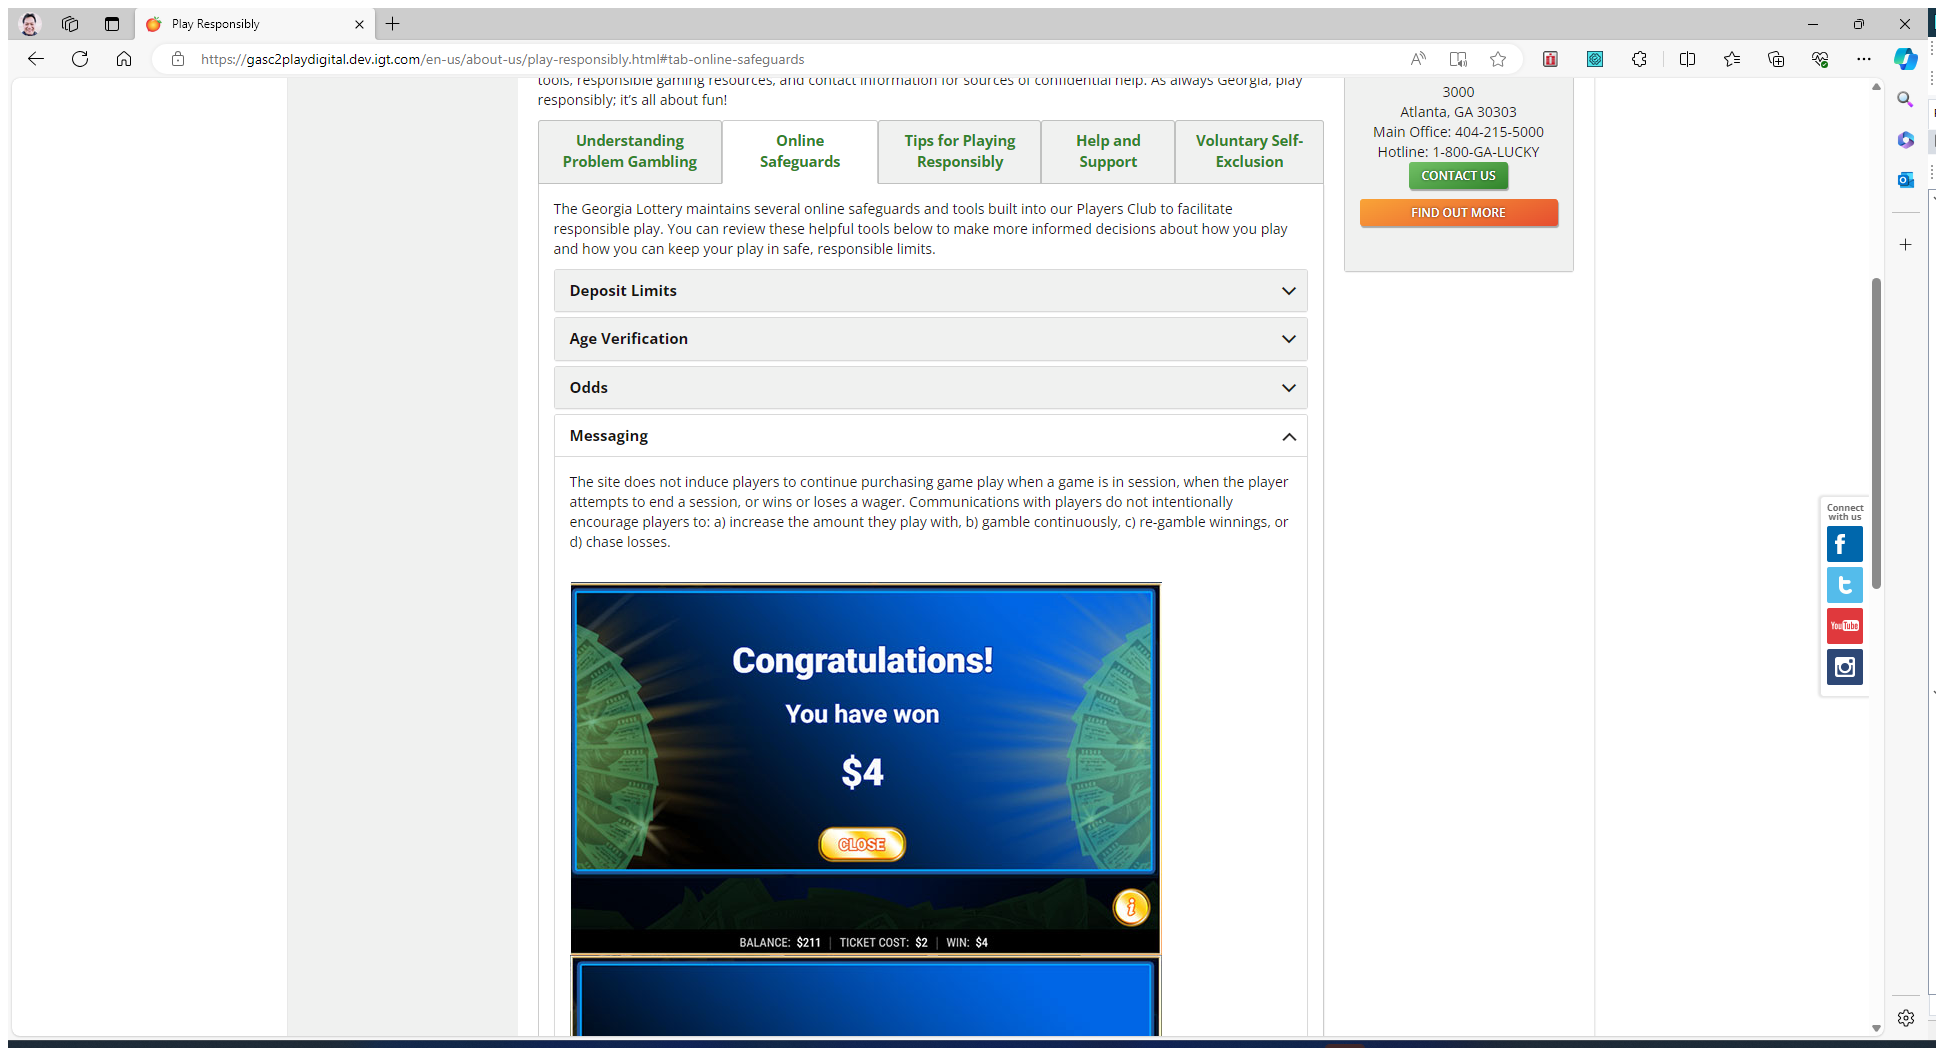 Play Responsibly
https://gasc2playdigital.dev.igt.com/en-us/about-us/play-responsibly.html#tab-online-safeguards
tools, responsible gaming resources, and contact information for sources of confidential help. As always Georgia, play
responsibly; it's all about fun!
Understanding
Problem Gambling
Online
Safeguards
Tips for Playing
Responsibly
Help and
Support
Voluntary Self-
Exclusion
The Georgia Lottery maintains several online safeguards and tools built into our Players Club to facilitate
responsible play. You can review these helpful tools below to make more informed decisions about how you play
and how you can keep your play in safe, responsible limits.
Deposit Limits
Age Verification
Odds
Messaging
The site does not induce players to continue purchasing game play when a game is in session, when the player
attempts to end a session, or wins or loses a wager. Communications with players do not intentionally
encourage players to: a) increase the amount they play with, b) gamble continuously, c) re-gamble winnings, or
d) chase losses.
Congratulations!
You have won
$4
CLOSE
i
BALANCE: $211 | TICKET COST: $2 | WIN: $4
3000
Atlanta, GA 30303
Main Office: 404-215-5000
Hotline: 1-800-GA-LUCKY
CONTACT US
FIND OUT MORE
Connect
with us
YouTube